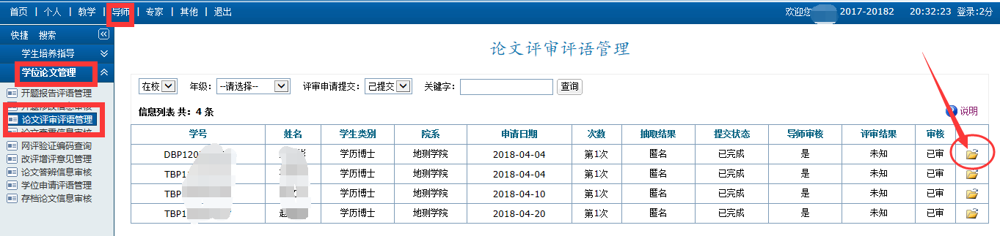 首页 | 个人 | 教学 | 导师 | 专家 | 其他 | 退出
欢迎您 2017-20182 20:32:23 登录:2分
快捷 搜索
学生培养指导
学位论文管理
开题报告评语管理
论文评审评语管理
网评验证编码查询
改评增评意见管理
论文答辩信息审核
学位申请评语管理
存档论文信息审核
论文评审评语管理
在校 年级： --请选择-- 评审申请提交： 已提交 关键字： 查询
信息列表 共：4 条
说明
学号 姓名 学生类别 院系 申请日期 次数 抽取结果 提交状态 导师审核 评审结果 审核
DBP120 学历博士 地测学院 2018-04-04 第1次 匿名 已完成 是 未知 已审
TBP1 学历博士 地测学院 2018-04-04 第1次 匿名 已完成 是 未知 已审
TBP 学历博士 地测学院 2018-04-10 第1次 匿名 已完成 是 未知 已审
TBP1 赵 学历博士 地测学院 2018-04-20 第1次 匿名 已完成 是 未知 已审